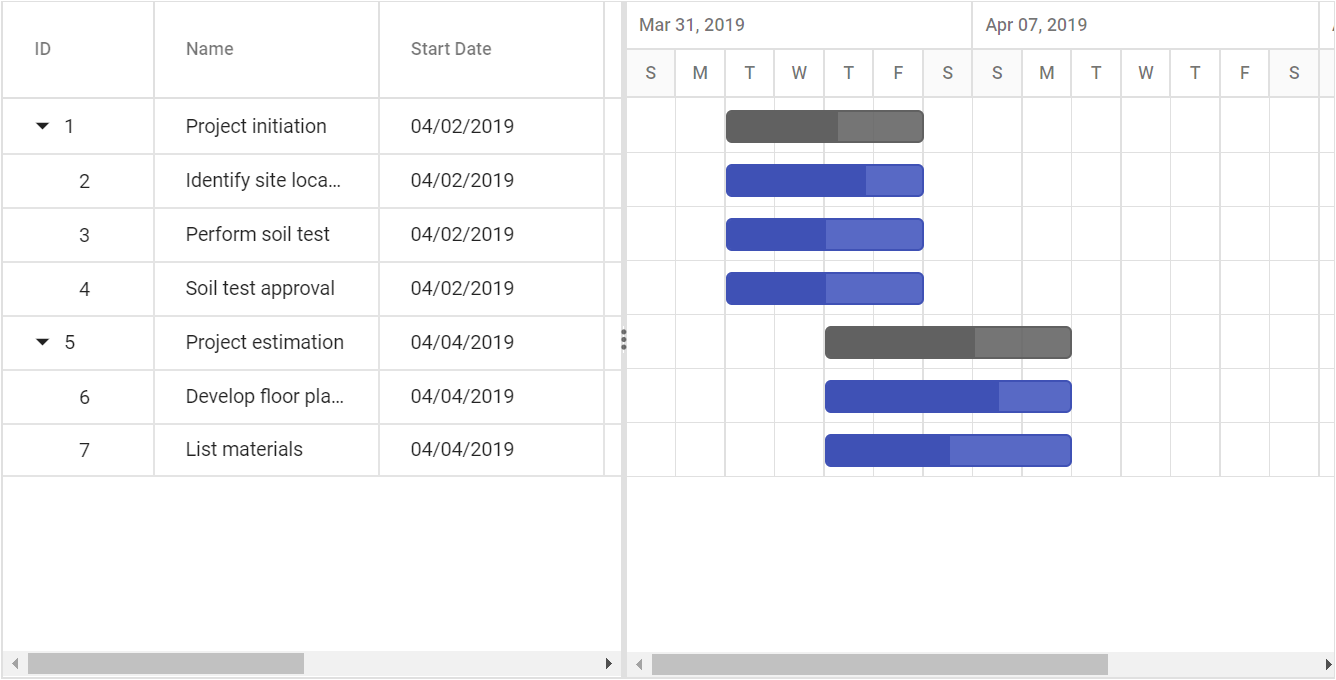 ID Name Start Date
Mar 31, 2019 Apr 07, 2019
S M T W T F S S M T W T F S
1 Project initiation 04/02/2019
2 Identify site loca... 04/02/2019
3 Perform soil test 04/02/2019
4 Soil test approval 04/02/2019
5 Project estimation 04/04/2019
6 Develop floor pla... 04/04/2019
7 List materials 04/04/2019